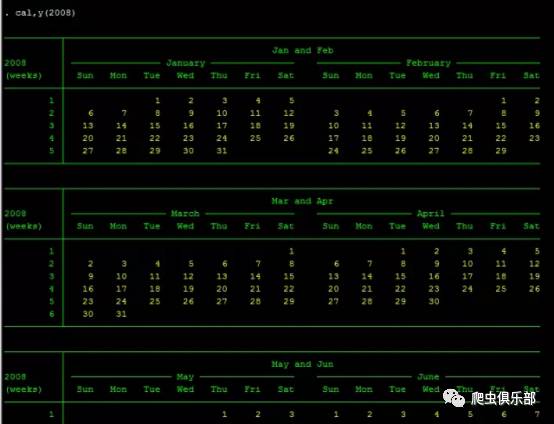 . cal,y(2008)
Jan and Feb
2008 January February
(weeks) Sun Mon Tue Wed Thu Fri Sat Sun Mon Tue Wed Thu Fri Sat
1 1 2 3 4 5 1 2
2 6 7 8 9 10 11 12 3 4 5 6 7 8 9
3 13 14 15 16 17 18 19 10 11 12 13 14 15 16
4 20 21 22 23 24 25 26 17 18 19 20 21 22 23
5 27 28 29 30 31 24 25 26 27 28 29
Mar and Apr
2008 March April
(weeks) Sun Mon Tue Wed Thu Fri Sat Sun Mon Tue Wed Thu Fri Sat
1 1 1 2 3 4 5
2 2 3 4 5 6 7 8 6 7 8 9 10 11 12
3 9 10 11 12 13 14 15 13 14 15 16 17 18 19
4 16 17 18 19 20 21 22 20 21 22 23 24 25 26
5 23 24 25 26 27 28 29 27 28 29 30
6 30 31
May and Jun
2008 May June
(weeks) Sun Mon Tue Wed Thu Fri Sat Sun Mon Tue Wed Thu Fri Sat
1 1 2 3 1 2 3 4 5 6 7
爬虫俱乐部